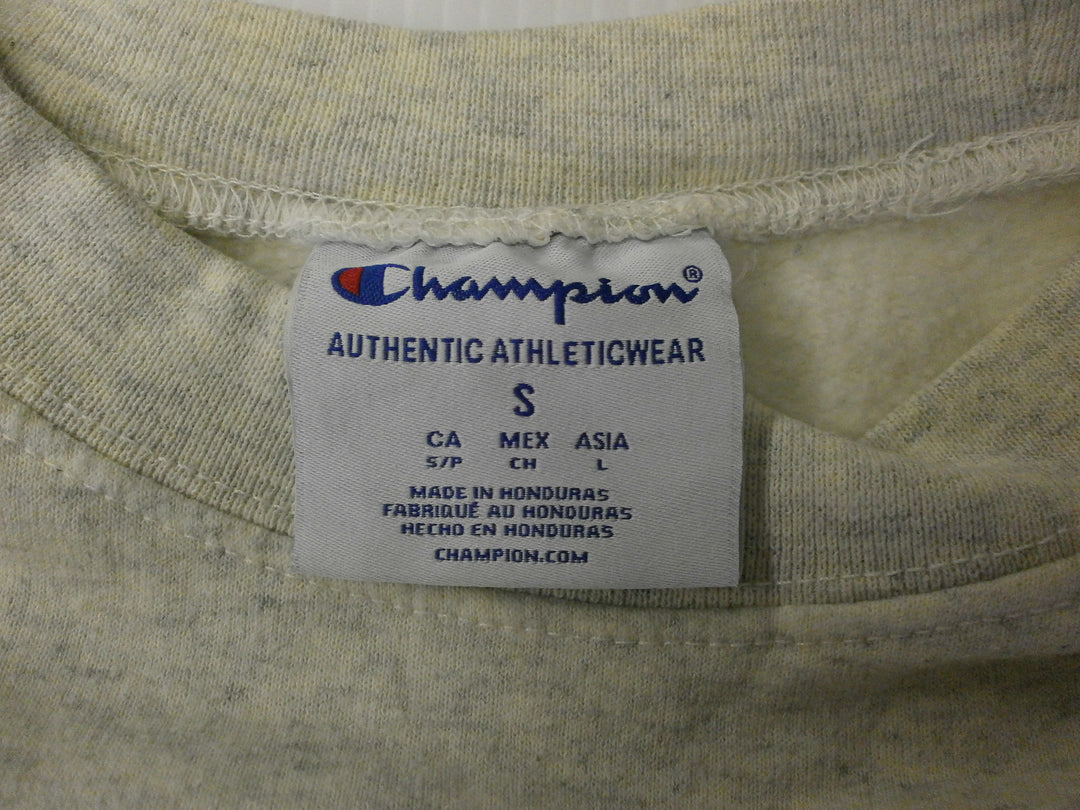 Champion®
AUTHENTIC ATHLETICWEAR
S
CA MEX ASIA
S/P CH L
MADE IN HONDURAS
FABRIQUÉ AU HONDURAS
HECHO EN HONDURAS
CHAMPION.COM